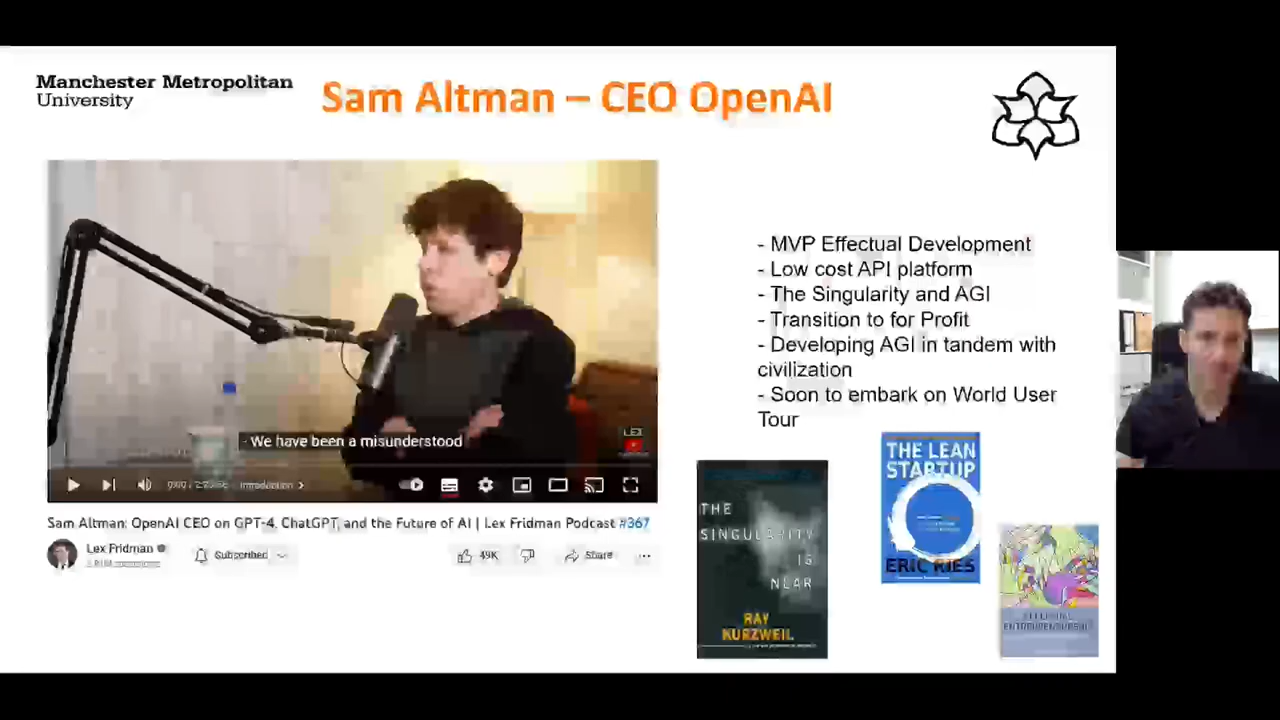 Manchester Metropolitan
University
Sam Altman – CEO OpenAI
- We have been a misunderstood
LEX
Introduction >
Sam Altman: OpenAI CEO on GPT-4, ChatGPT, and the Future of AI | Lex Fridman Podcast #367
Lex Fridman
Subscribed
49K
Share
- MVP Effectual Development
- Low cost API platform
- The Singularity and AGI
- Transition to for Profit
- Developing AGI in tandem with
civilization
- Soon to embark on World User
Tour
THE
SINGULARITY
IS
NEAR
RAY
KURZWEIL
THE LEAN
STARTUP
ERIC RIES
EFFECTUAL
ENTREPRENEURSHIP